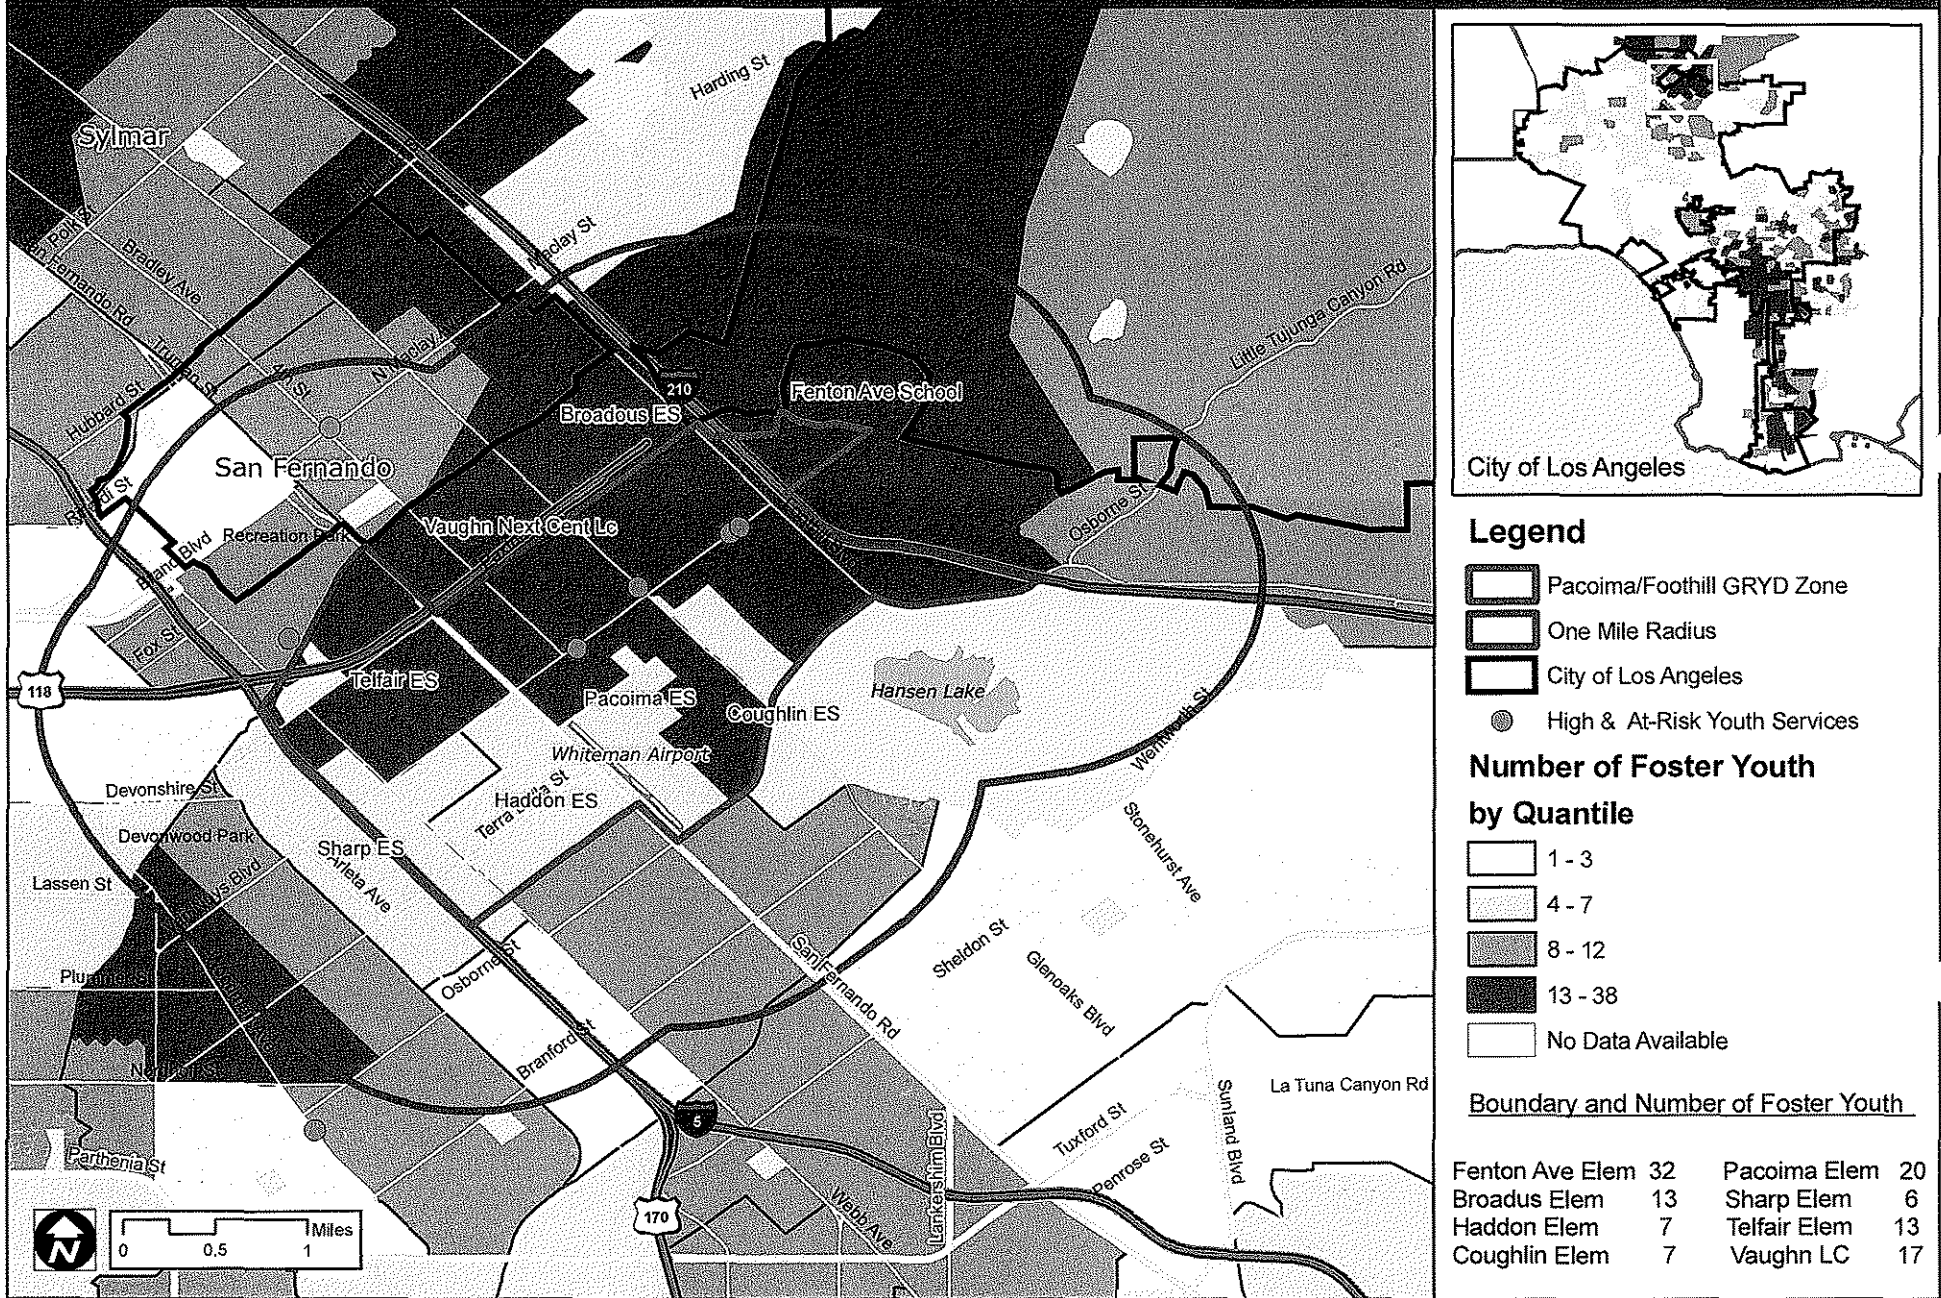 Harding St
Sylmar
Maclay St
Polk St
San Fernando Rd
Bradley Ave
Truman St
4th St
N Maclay
Hubbard St
Little Tujunga Canyon Rd
210
Fenton Ave School
Broadous ES
San Fernando
Vaughn Next Cent Lc
Osborne St
Recreation Park
Brand Blvd
Fox St
118
Telfair ES
Pacoima ES
Coughlin ES
Hansen Lake
Whiteman Airport
Wentworth St
Devonshire St
Haddon ES
Terra Bella St
Devonwood Park
Sharp ES
Arleta Ave
Stonehurst Ave
Lassen St
Osborne St
San Fernando Rd
Sheldon St
Glenoaks Blvd
Plummer St
Branford St
La Tuna Canyon Rd
5
Sunland Blvd
Tuxford St
Penrose St
Lankershim Blvd
Parthenia St
Webb Ave
170
N
Miles
0 0.5 1
City of Los Angeles
Legend
Pacoima/Foothill GRYD Zone
One Mile Radius
City of Los Angeles
High & At-Risk Youth Services
Number of Foster Youth
by Quantile
1 - 3
4 - 7
8 - 12
13 - 38
No Data Available
Boundary and Number of Foster Youth
Fenton Ave Elem 32 Pacoima Elem 20
Broadus Elem 13 Sharp Elem 6
Haddon Elem 7 Telfair Elem 13
Coughlin Elem 7 Vaughn LC 17